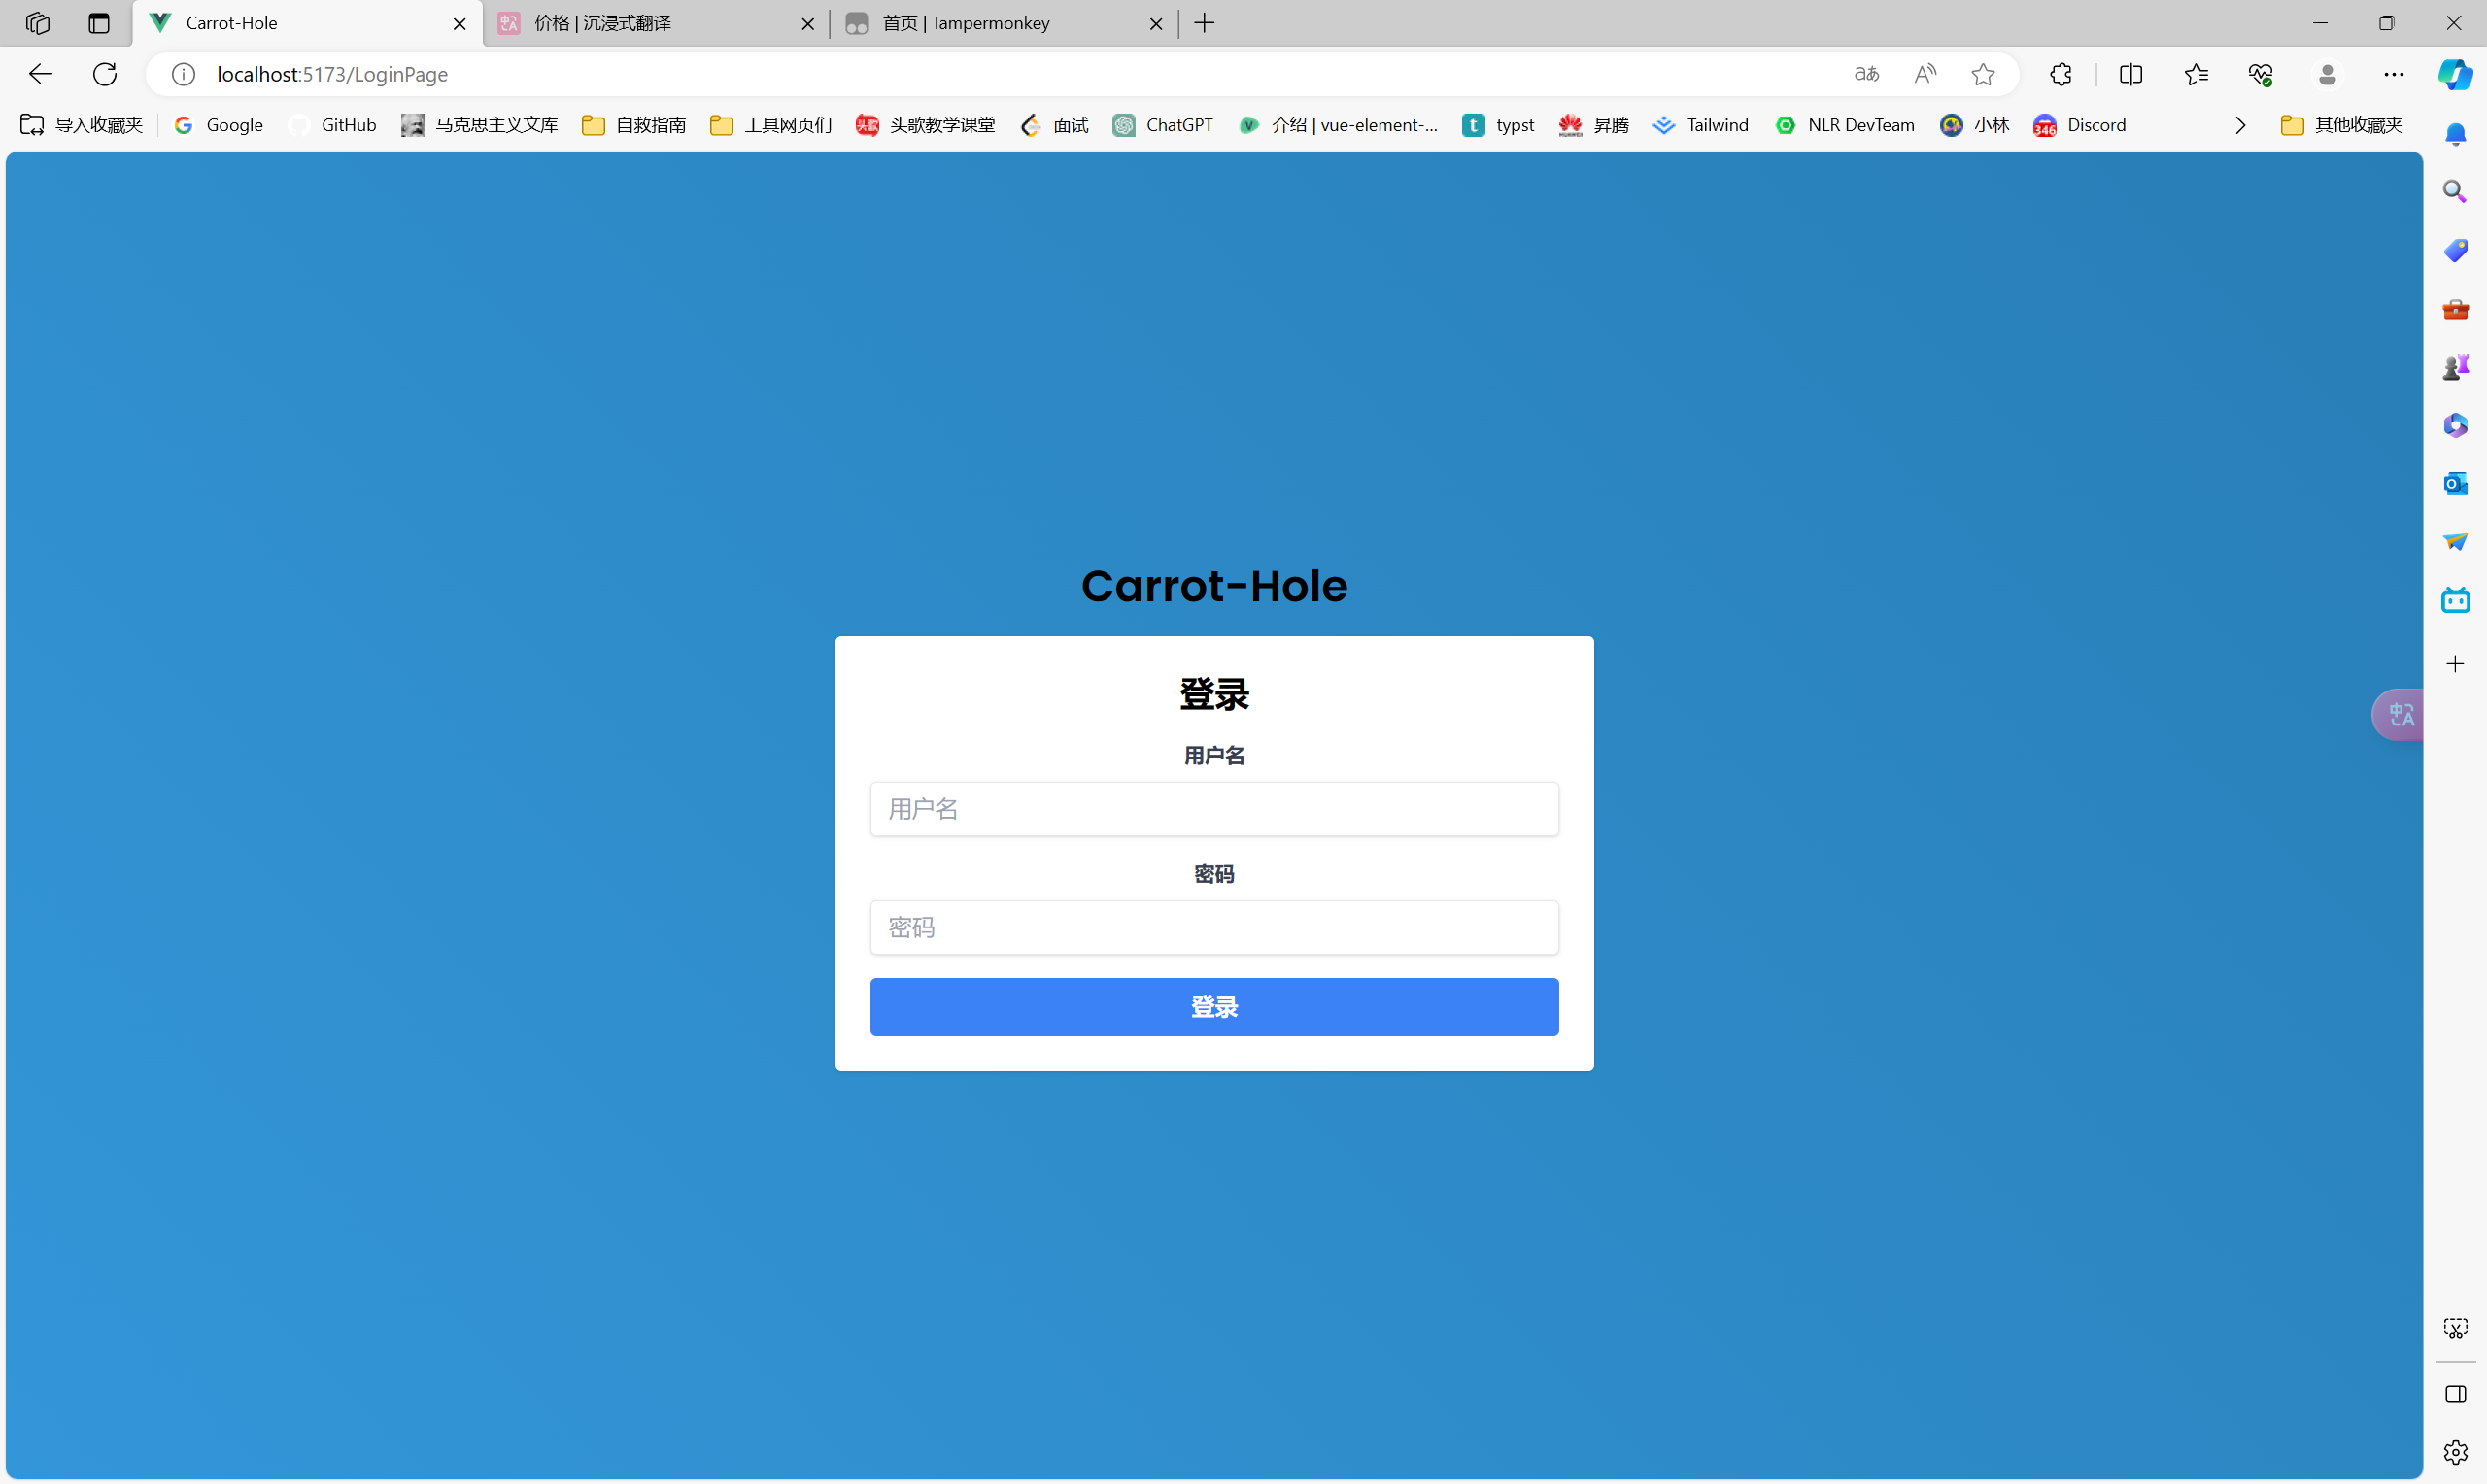 Carrot-Hole
价格 | 沉浸式翻译
首页 | Tampermonkey
localhost:5173/LoginPage
导入收藏夹 Google GitHub 马克思主义文库 自救指南 工具网页们 头歌教学课堂 面试 ChatGPT 介绍 | vue-element-... typst 昇腾 Tailwind NLR DevTeam 小林 Discord 其他收藏夹
Carrot-Hole
登录
用户名
用户名
密码
密码
登录